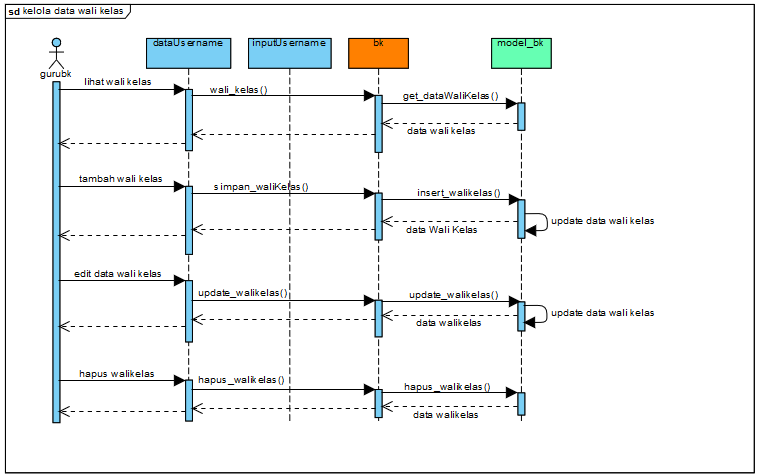 sd kelola data wali kelas
dataUsername
inputUsername
bk
model_bk
gurubk
lihat wali kelas
wali_kelas()
get_dataWaliKelas()
data wali kelas
tambah wali kelas
simpan_waliKelas()
insert_walikelas()
update data wali kelas
data Wali Kelas
edit data wali kelas
update_walikelas()
update_walikelas()
update data wali kelas
data walikelas
hapus walikelas
hapus_walikelas()
hapus_walikelas()
data walikelas